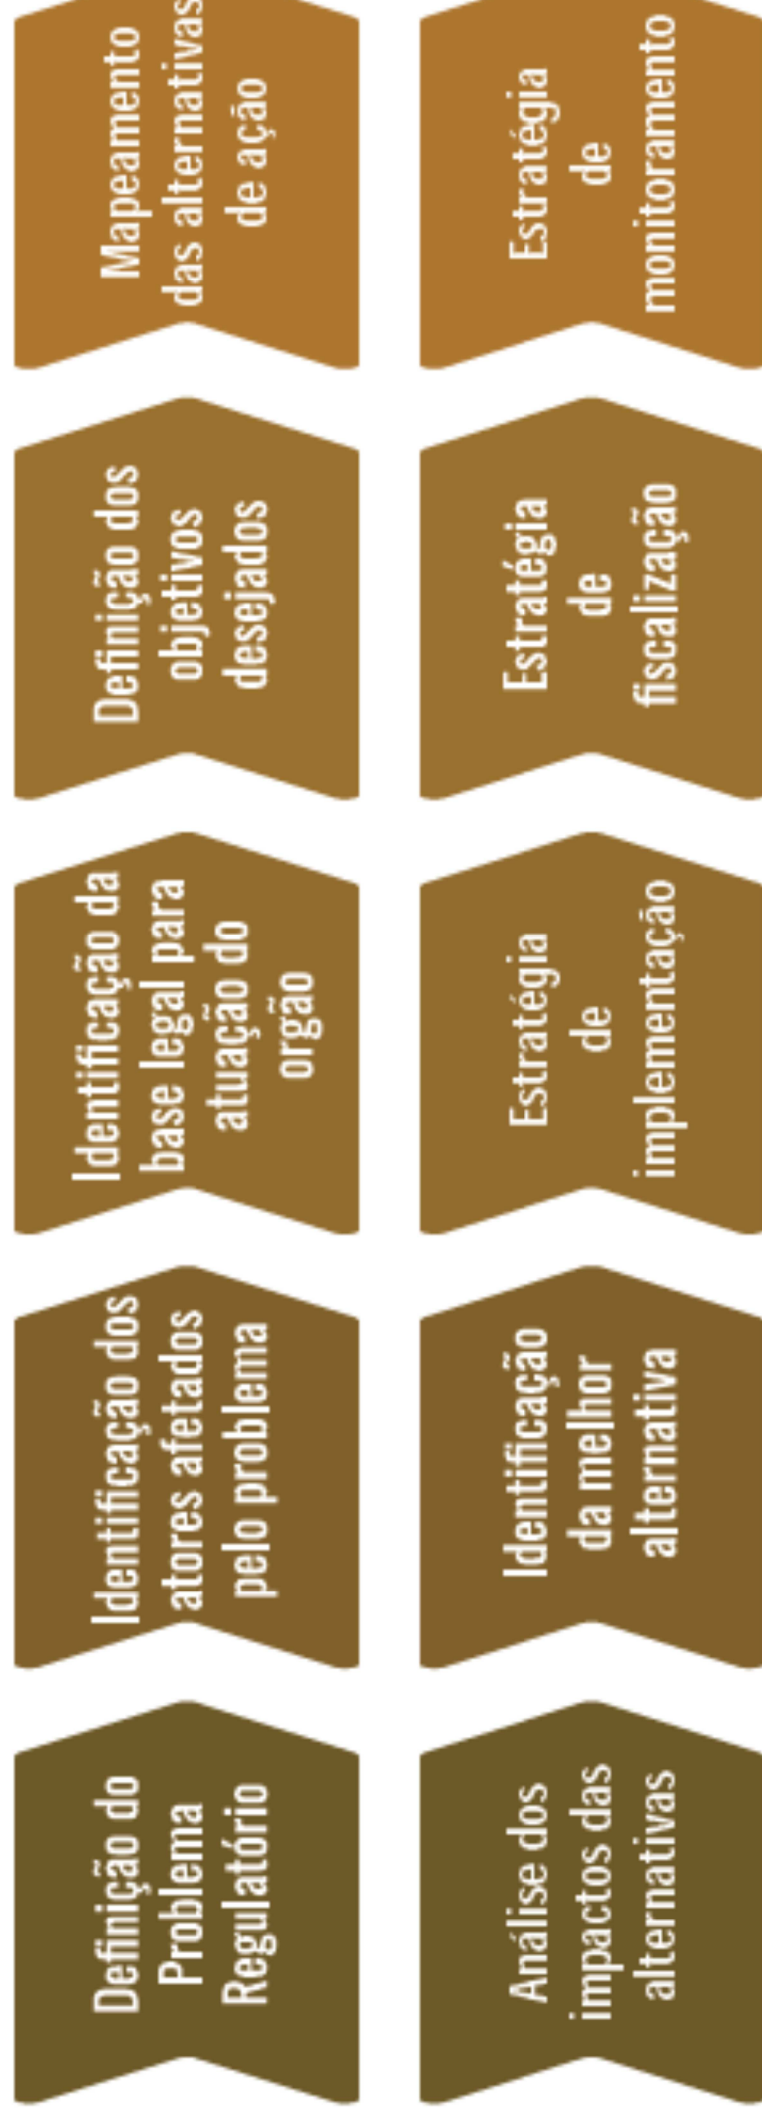 Definição do
Problema
Regulatório
Identificação dos
atores afetados
pelo problema
Identificação da
base legal para
atuação do
orgão
Definição dos
objetivos
desejados
Mapeamento
das alternativas
de ação
Análise dos
impactos das
alternativas
Identificação
da melhor
alternativa
Estratégia
de
implementação
Estratégia
de
fiscalização
Estratégia
de
monitoramento